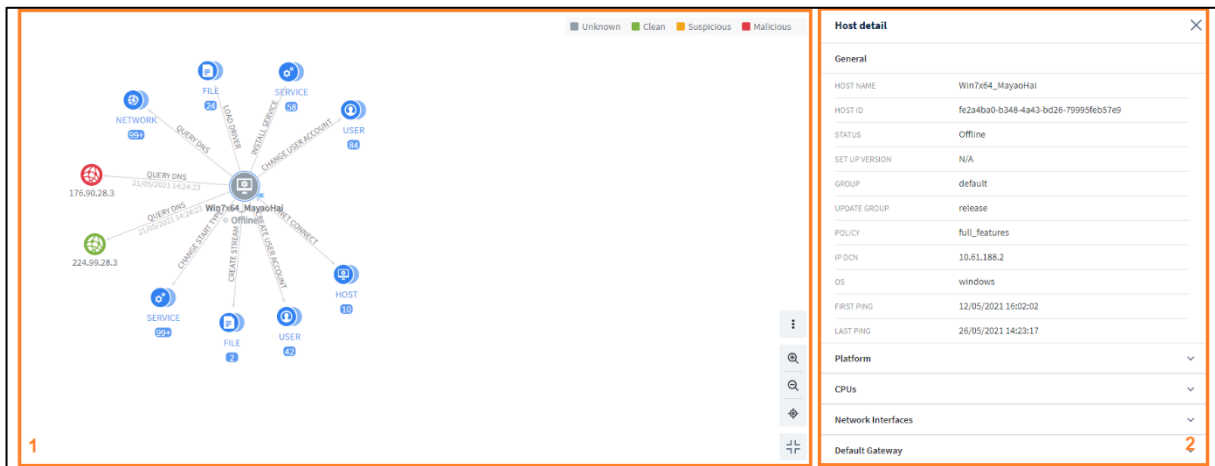 Unknown Clean Suspicious Malicious
FILE
24
SERVICE
58
NETWORK
99+
USER
84
QUERY DNS
LOAD DRIVER
INSTALL SERVICE
CHANGE USER ACCOUNT
176.90.28.3
QUERY DNS
21/05/2021 14:24:23
Win7x64_MayaoHai
Offline
224.99.28.3
QUERY DNS
21/05/2021 14:24:23
CHANGE START TYPE
CREATE STREAM
CREATE USER ACCOUNT
NET CONNECT
SERVICE
99+
FILE
2
USER
42
HOST
10
1
Host detail
General
HOST NAME Win7x64_MayaoHai
HOST ID fe2a4ba0-b348-4a43-bd26-79995feb57e9
STATUS Offline
SET UP VERSION N/A
GROUP default
UPDATE GROUP release
POLICY full_features
IP DCN 10.61.188.2
OS windows
FIRST PING 12/05/2021 16:02:02
LAST PING 26/05/2021 14:23:17
Platform
CPUs
Network Interfaces
Default Gateway
2